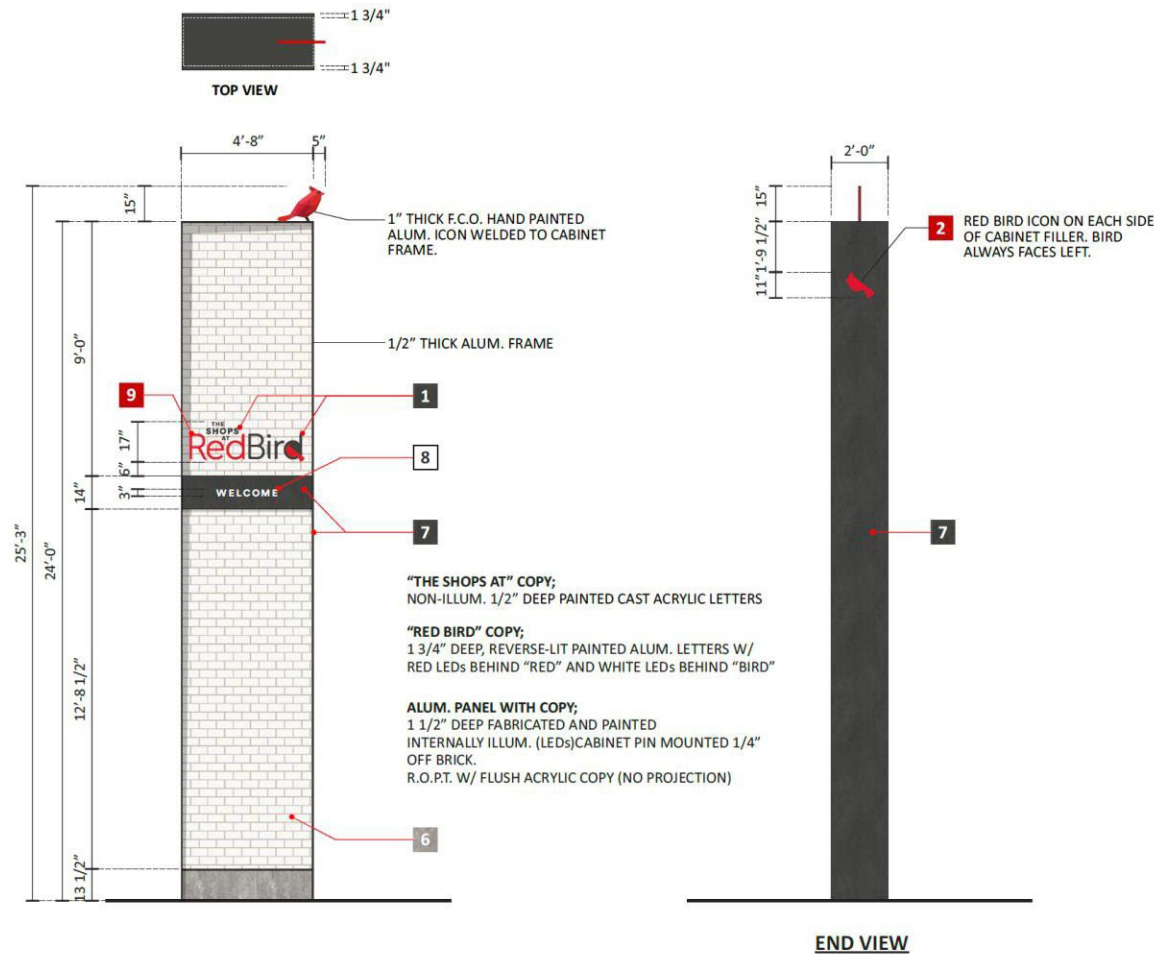 1 3/4"
1 3/4"
TOP VIEW
4'-8"
5"
15"
1" THICK F.C.O. HAND PAINTED
ALUM. ICON WELDED TO CABINET
FRAME.
1/2" THICK ALUM. FRAME
9'-0"
9
1
17"
THE
SHOPS
AT
RedBird
8
6"
14"
3"
WELCOME
7
25'-3"
24'-0"
"THE SHOPS AT" COPY;
NON-ILLUM. 1/2" DEEP PAINTED CAST ACRYLIC LETTERS
"RED BIRD" COPY;
1 3/4" DEEP, REVERSE-LIT PAINTED ALUM. LETTERS W/
RED LEDs BEHIND "RED" AND WHITE LEDs BEHIND "BIRD"
12'-8 1/2"
ALUM. PANEL WITH COPY;
1 1/2" DEEP FABRICATED AND PAINTED
INTERNALLY ILLUM. (LEDs)CABINET PIN MOUNTED 1/4"
OFF BRICK.
R.O.P.T. W/ FLUSH ACRYLIC COPY (NO PROJECTION)
6
13 1/2"
2'-0"
15"
1'-9 1/2"
11"
2
RED BIRD ICON ON EACH SIDE
OF CABINET FILLER. BIRD
ALWAYS FACES LEFT.
7
END VIEW